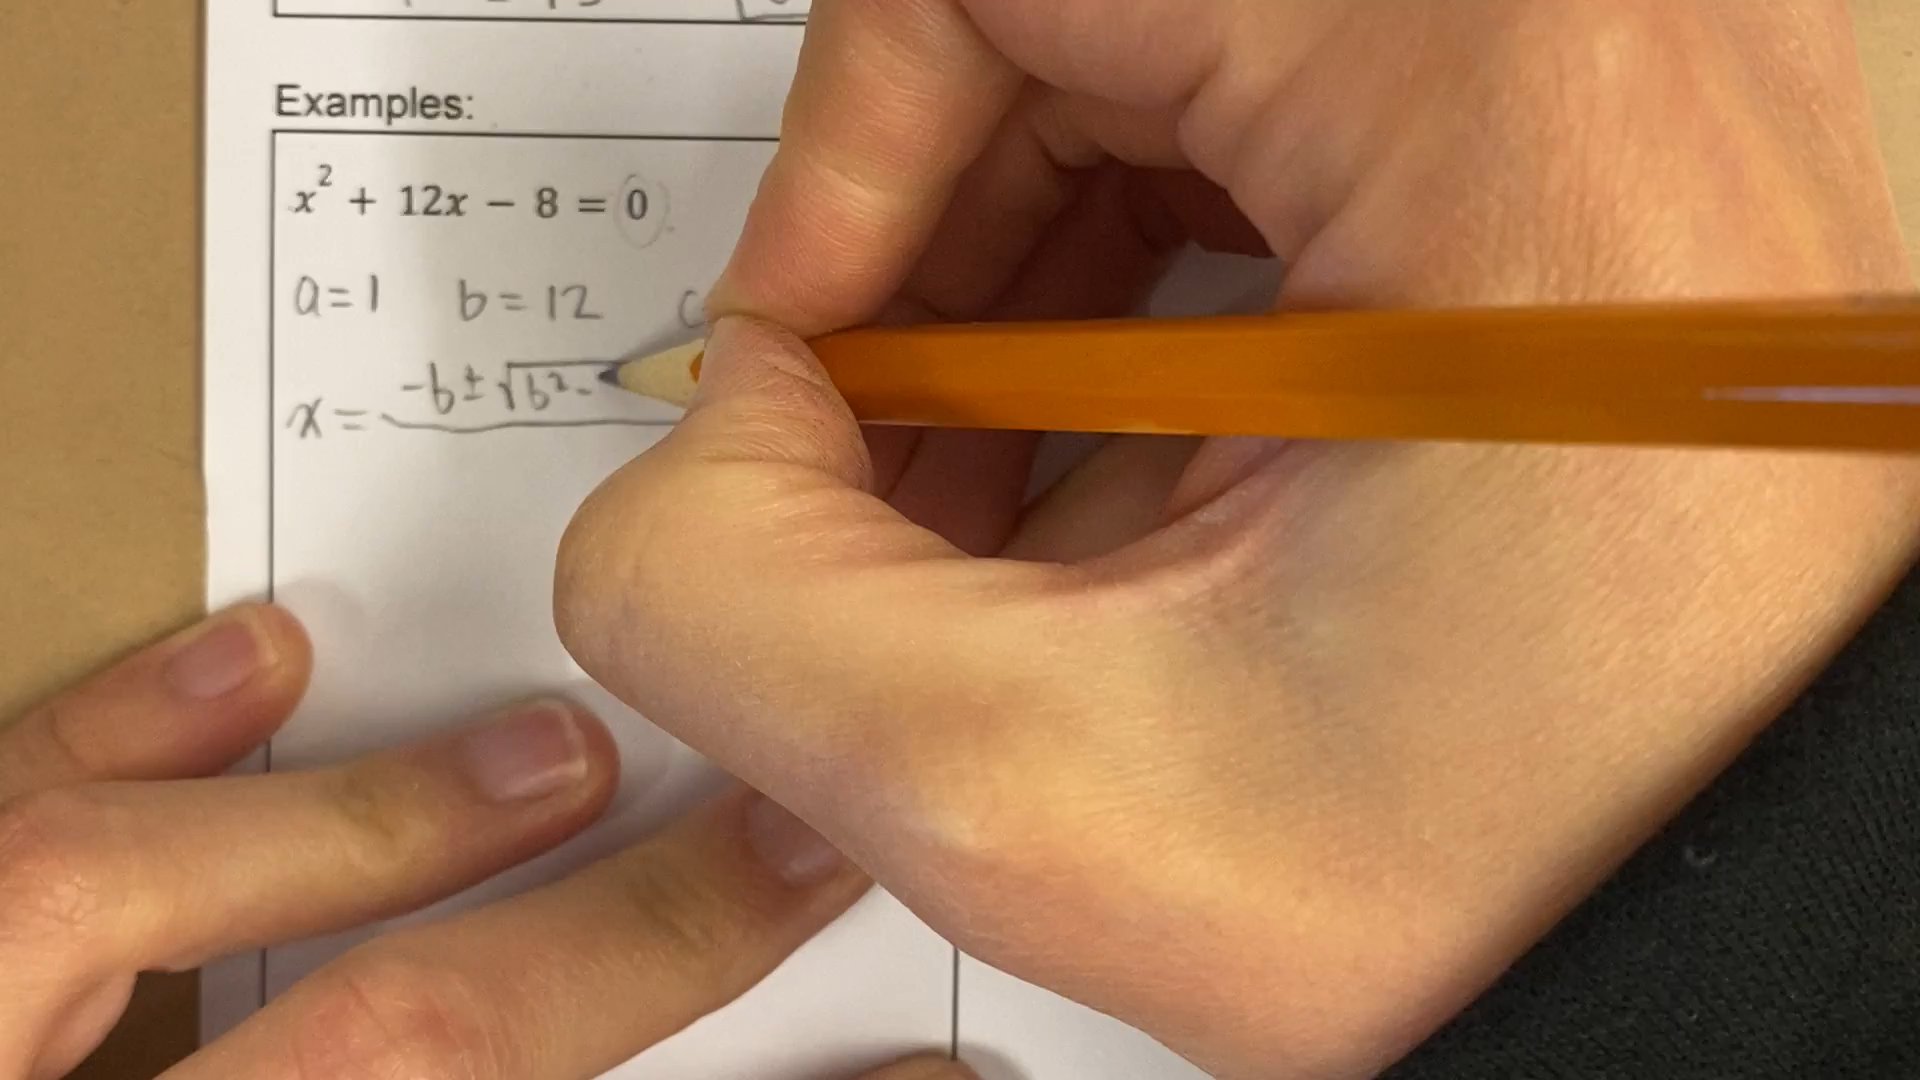 Examples:
x² + 12x − 8 = 0
a=1 b=12 c
x= -b±√b²-